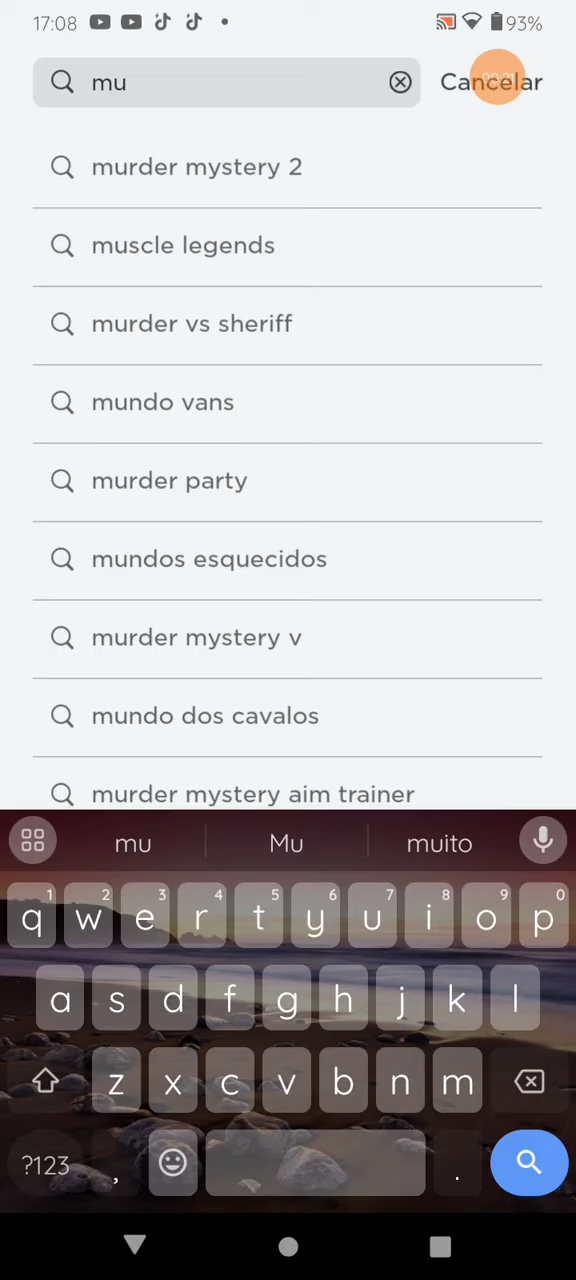 17:08 93%
mu Cancelar
00:21
murder mystery 2
muscle legends
murder vs sheriff
mundo vans
murder party
mundos esquecidos
murder mystery v
mundo dos cavalos
murder mystery aim trainer
mu Mu muito
1 2 3 4 5 6 7 8 9 0
q w e r t y u i o p
a s d f g h j k l
z x c v b n m
?123 , .